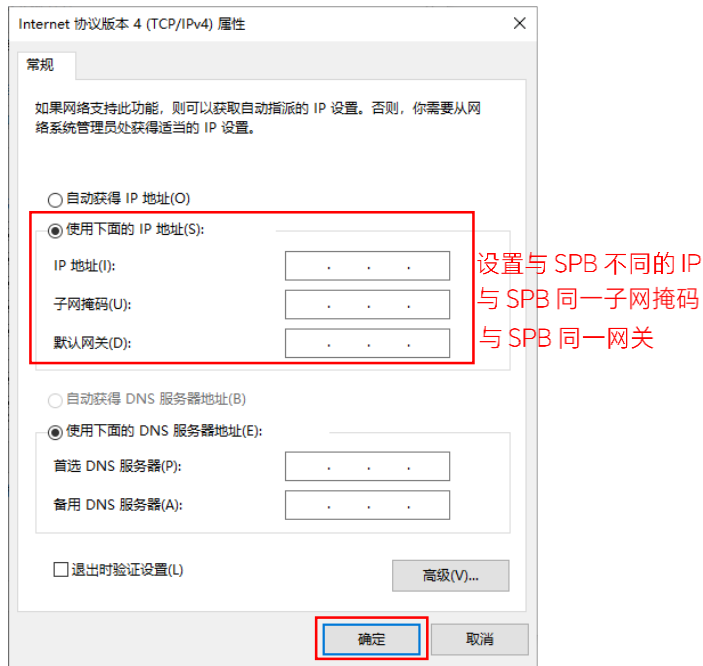 Internet 协议版本 4 (TCP/IPv4) 属性
常规
如果网络支持此功能，则可以获取自动指派的 IP 设置。否则，你需要从网
络系统管理员处获得适当的 IP 设置。
自动获得 IP 地址(O)
使用下面的 IP 地址(S):
IP 地址(I):
设置与 SPB 不同的 IP
子网掩码(U):
与 SPB 同一子网掩码
默认网关(D):
与 SPB 同一网关
自动获得 DNS 服务器地址(B)
使用下面的 DNS 服务器地址(E):
首选 DNS 服务器(P):
备用 DNS 服务器(A):
退出时验证设置(L)
高级(V)...
确定
取消